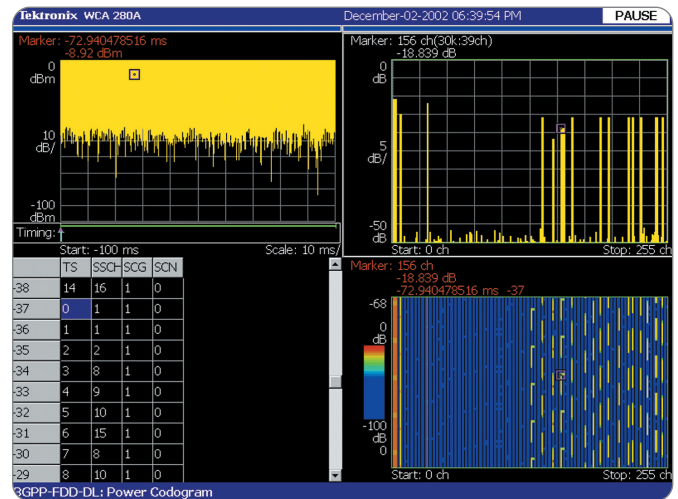 Tektronix WCA 280A December-02-2002 06:39:54 PM PAUSE
Marker: -72.940478516 ms
-8.92 dBm
0
dBm
10
dB/
-100
dBm
Timing:
Start: -100 ms Scale: 10 ms/
Marker: 156 ch(30k:39ch)
-18.839 dB
0
dB
5
dB/
-50
dB
Start: 0 ch Stop: 255 ch
TS SSCH SCG SCN
-38 14 16 1 0
-37 0 1 1 0
-36 1 1 1 0
-35 2 2 1 0
-34 3 8 1 0
-33 4 9 1 0
-32 5 10 1 0
-31 6 15 1 0
-30 7 8 1 0
-29 8 10 1 0
Marker: 156 ch
-18.839 dB
-72.940478516 ms -37
-68
0
dB
-100
dB
0
Start: 0 ch Stop: 255 ch
3GPP-FDD-DL: Power Codogram